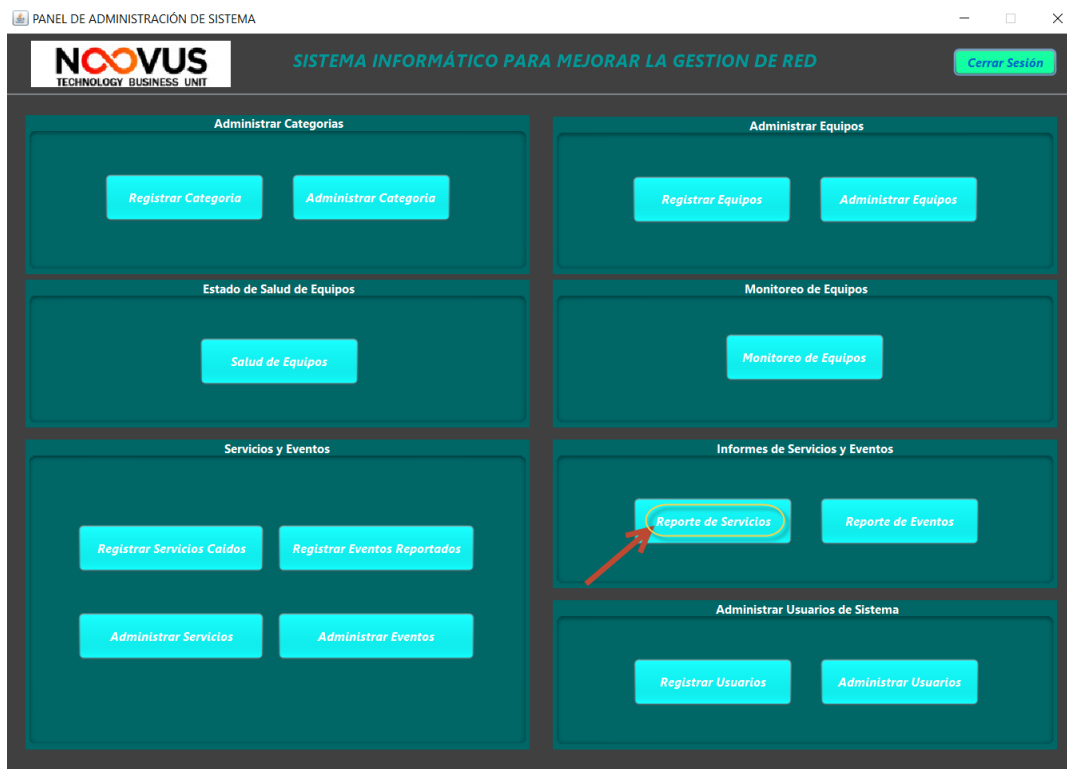 PANEL DE ADMINISTRACIÓN DE SISTEMA
NOOVUS
TECHNOLOGY BUSINESS UNIT
SISTEMA INFORMÁTICO PARA MEJORAR LA GESTION DE RED
Cerrar Sesión
Administrar Categorias
Registrar Categoria
Administrar Categoria
Administrar Equipos
Registrar Equipos
Administrar Equipos
Estado de Salud de Equipos
Salud de Equipos
Monitoreo de Equipos
Monitoreo de Equipos
Servicios y Eventos
Registrar Servicios Caidos
Registrar Eventos Reportados
Administrar Servicios
Administrar Eventos
Informes de Servicios y Eventos
Reporte de Servicios
Reporte de Eventos
Administrar Usuarios de Sistema
Registrar Usuarios
Administrar Usuarios